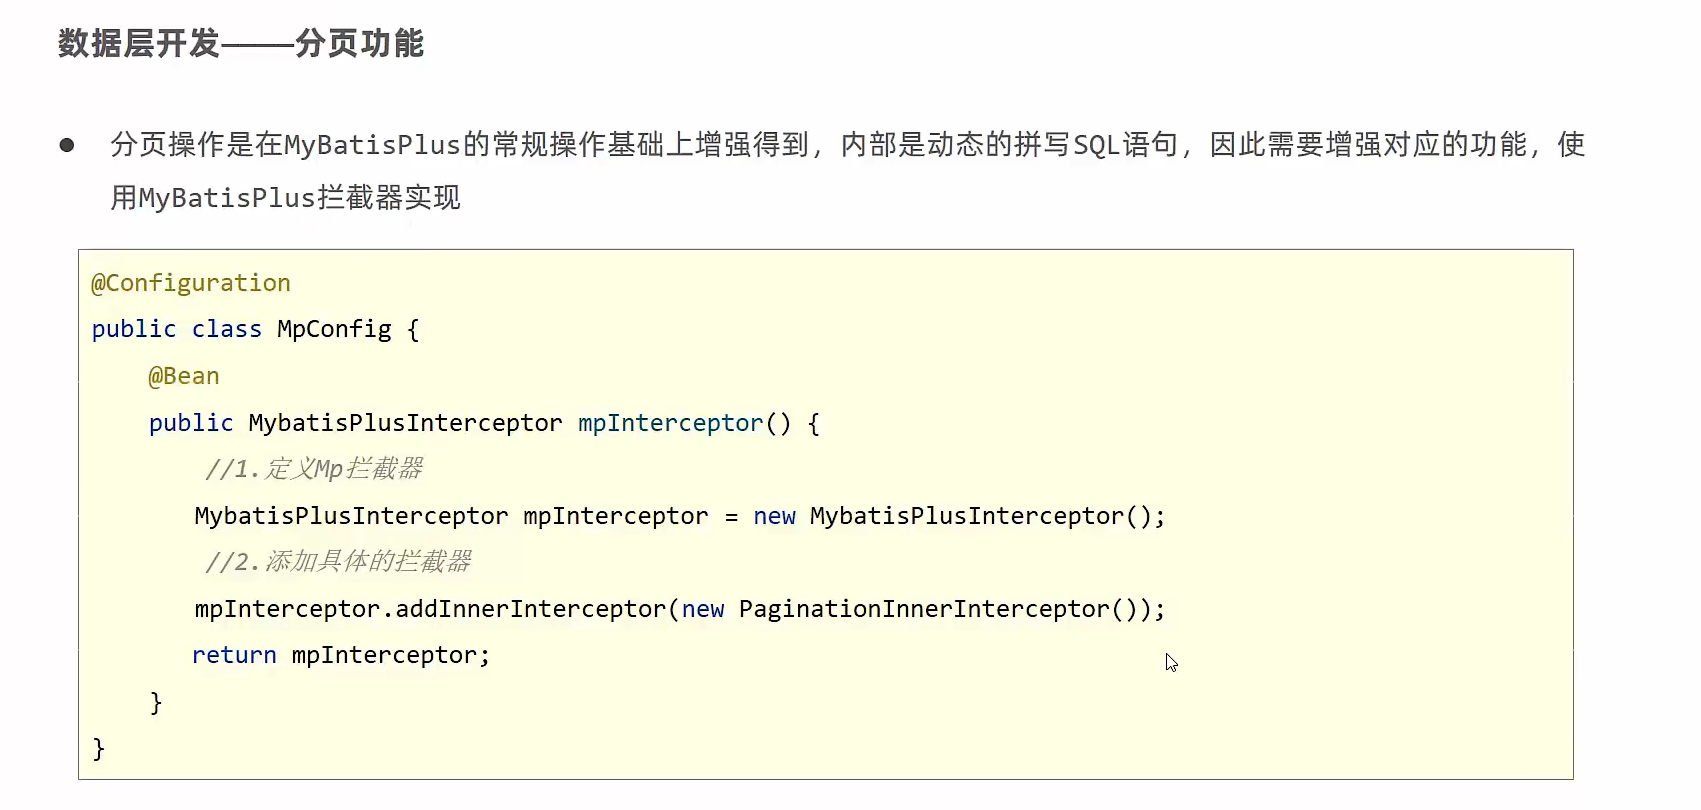 数据层开发——分页功能
● 分页操作是在MyBatisPlus的常规操作基础上增强得到，内部是动态的拼写SQL语句，因此需要增强对应的功能，使
用MyBatisPlus拦截器实现
@Configuration
public class MpConfig {
@Bean
public MybatisPlusInterceptor mpInterceptor() {
//1.定义Mp拦截器
MybatisPlusInterceptor mpInterceptor = new MybatisPlusInterceptor();
//2.添加具体的拦截器
mpInterceptor.addInnerInterceptor(new PaginationInnerInterceptor());
return mpInterceptor;
}
}